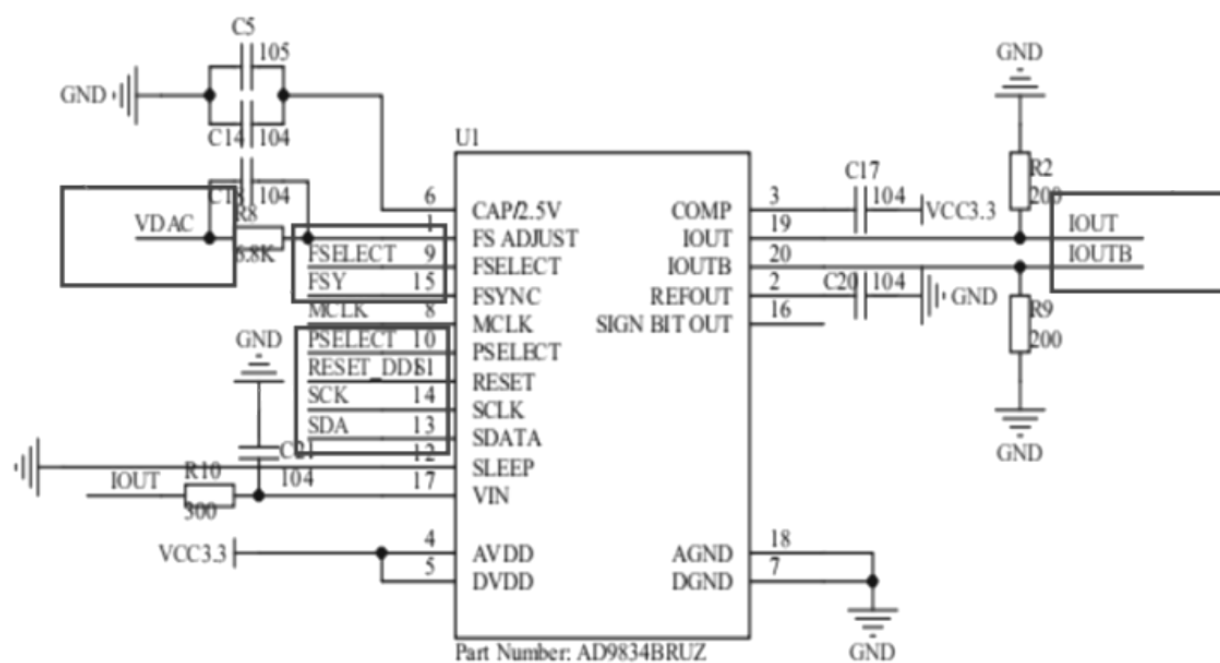 C5
105
GND
C14 104
104
VDAC
R8
6.8K
U1
6 CAP/2.5V
1 FS ADJUST
FSELECT 9 FSELECT
FSY 15 FSYNC
MCLK 8 MCLK
PSELECT 10 PSELECT
RESET
SCK 14 SCLK
SDA 13 SDATA
12 SLEEP
17 VIN
4 AVDD
5 DVDD
GND
C21
104
IOUT
R10
300
VCC3.3
COMP 3
IOUT 19
IOUTB 20
REFOUT 2
SIGN BIT OUT 16
AGND 18
DGND 7
C17
104 VCC3.3
C20 104
GND
GND
R2
200
IOUT
IOUTB
R9
200
GND
GND
Part Number: AD9834BRUZ